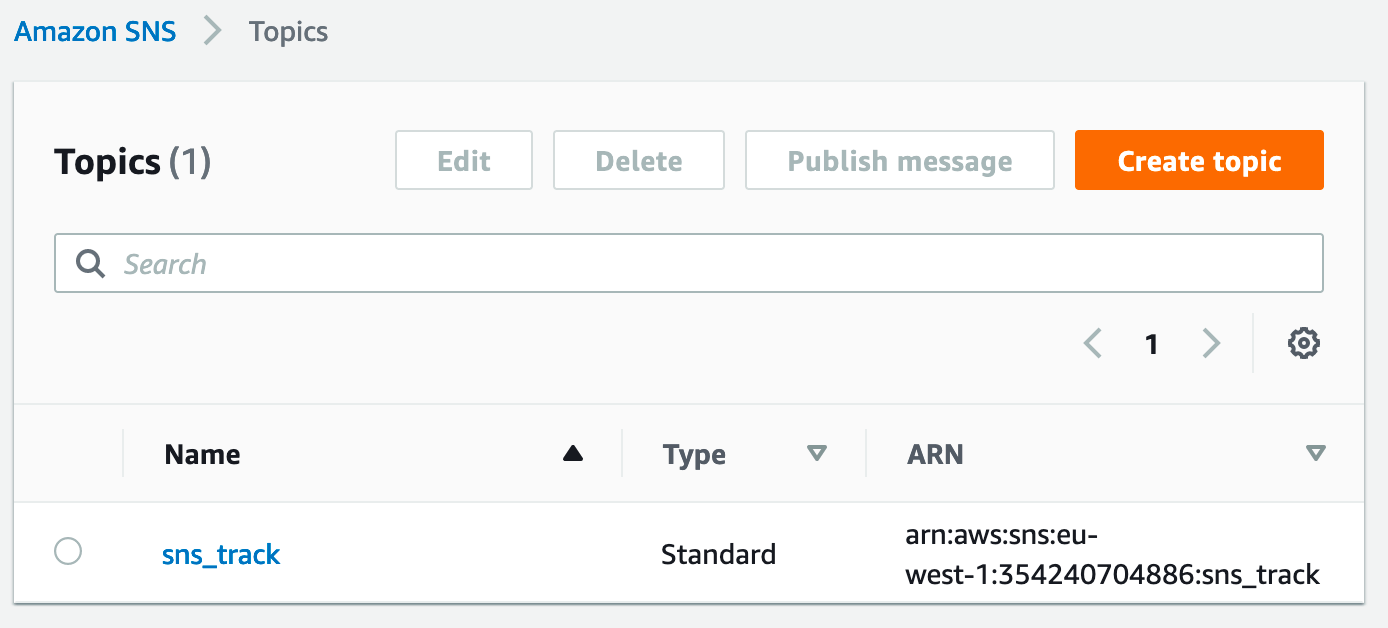 Amazon SNS > Topics
Topics (1) Edit Delete Publish message Create topic
Search
1
Name Type ARN
sns_track Standard arn:aws:sns:eu-
west-1:354240704886:sns_track